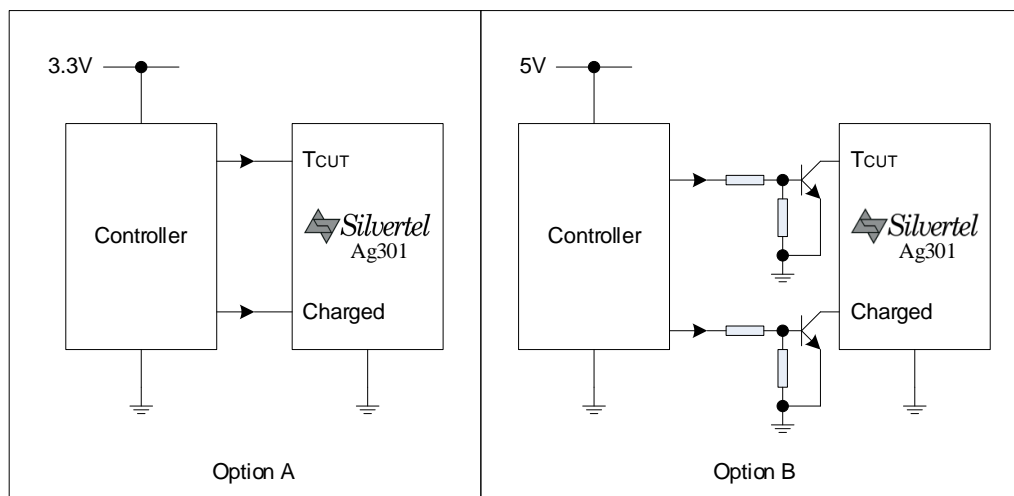 3.3V
TCUT
Controller
Silvertel
Ag301
Charged
Option A
5V
TCUT
Controller
Silvertel
Ag301
Charged
Option B